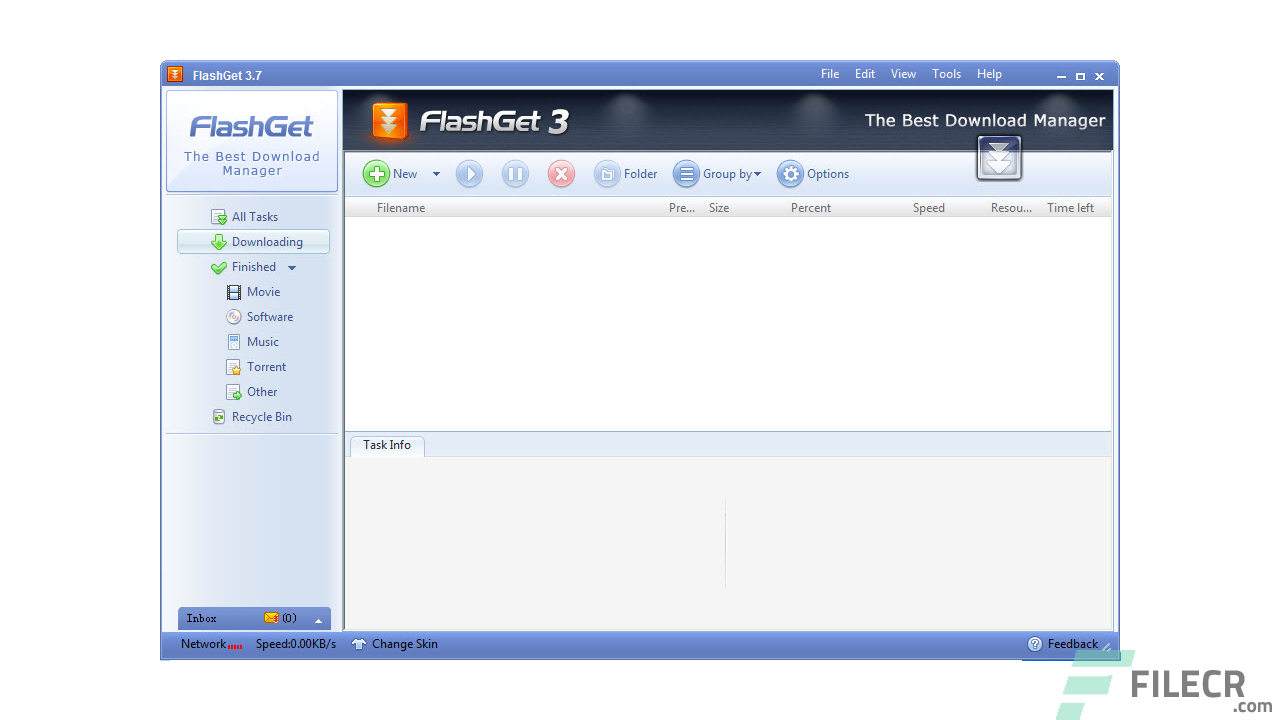 FlashGet 3.7
File Edit View Tools Help
FlashGet
The Best Download
Manager
FlashGet 3
The Best Download Manager
New Folder Group by Options
Filename Pre... Size Percent Speed Resou... Time left
All Tasks
Downloading
Finished
Movie
Software
Music
Torrent
Other
Recycle Bin
Task Info
Inbox (0)
Network Speed:0.00KB/s Change Skin Feedback
FILECR
.com